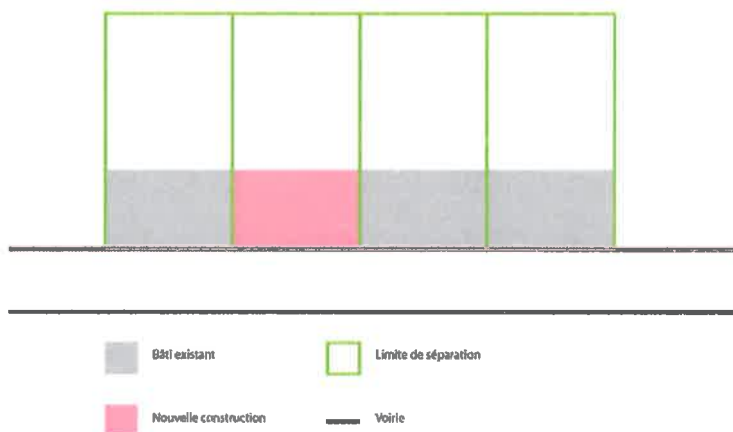 Bâti existant
Limite de séparation
Nouvelle construction
Voirie